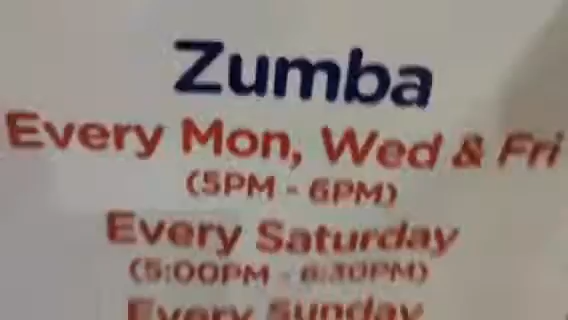 Zumba
Every Mon, Wed & Fri
(5PM - 6PM)
Every Saturday
(5:00PM - 6:30PM)
Every Sunday